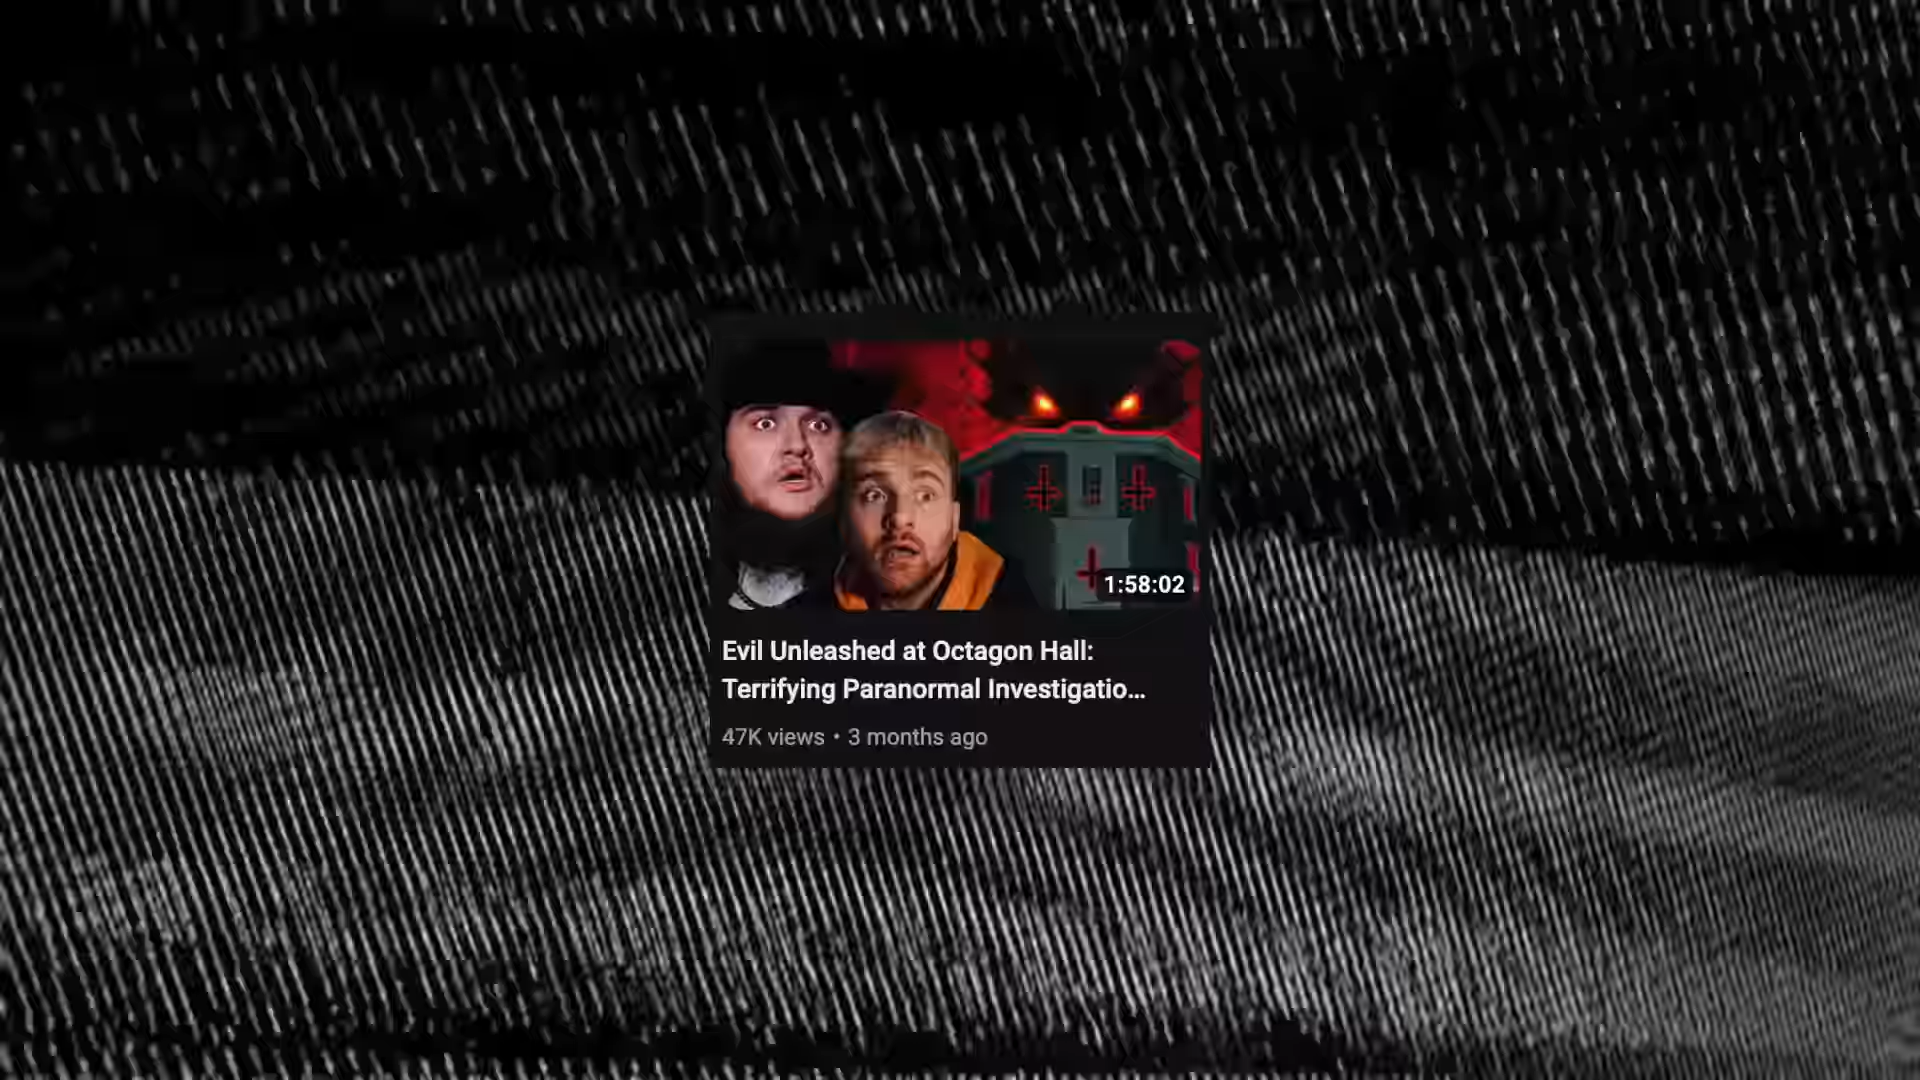 1:58:02
Evil Unleashed at Octagon Hall:
Terrifying Paranormal Investigatio...
47K views • 3 months ago